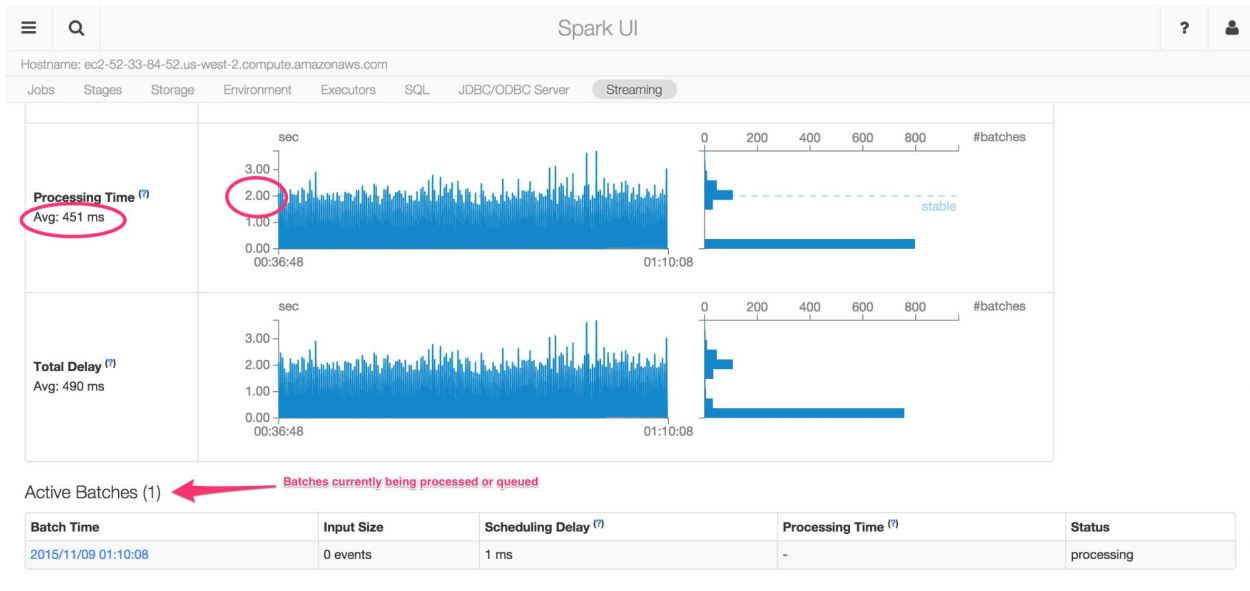 Spark UI
?
Hostname: ec2-52-33-84-52.us-west-2.compute.amazonaws.com
Jobs Stages Storage Environment Executors SQL JDBC/ODBC Server Streaming
sec
0 200 400 600 800 #batches
3.00
Processing Time (?)
2.00
Avg: 451 ms
stable
1.00
0.00
00:36:48 01:10:08
sec
0 200 400 600 800 #batches
3.00
Total Delay (?)
2.00
Avg: 490 ms
1.00
0.00
00:36:48 01:10:08
Active Batches (1)
Batches currently being processed or queued
Batch Time Input Size Scheduling Delay (?) Processing Time (?) Status
2015/11/09 01:10:08 0 events 1 ms - processing